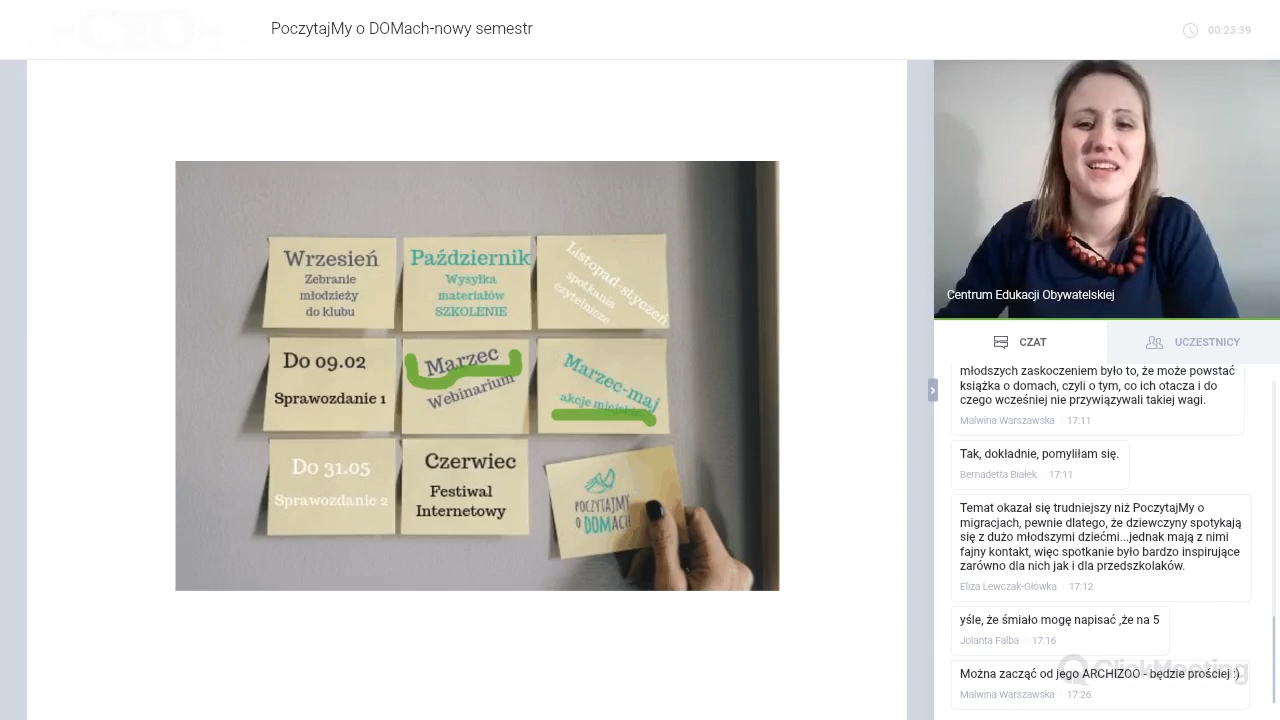 PoczytajMy o DOMach-nowy semestr
00:23:39
Wrzesień
Zebranie
młodzieży
do klubu
Październik
Wysyłka
materiałów
SZKOLENIE
Listopad-styczeń
spotkania
czytelnicze
Do 09.02
Sprawozdanie 1
Marzec
Webinarium
Marzec-maj
akcje miejskie
Do 31.05
Sprawozdanie 2
Czerwiec
Festiwal
Internetowy
POCZYTAJMY
O DOMACH
Centrum Edukacji Obywatelskiej
CZAT
UCZESTNICY
młodszych zaskoczeniem było to, że może powstać
książka o domach, czyli o tym, co ich otacza i do
czego wcześniej nie przywiązywali takiej wagi.
Malwina Warszawska 17:11
Tak, dokładnie, pomyliłam się.
Bernadetta Białek 17:11
Temat okazał się trudniejszy niż PoczytajMy o
migracjach, pewnie dlatego, że dziewczyny spotykają
się z dużo młodszymi dziećmi...jednak mają z nimi
fajny kontakt, więc spotkanie było bardzo inspirujące
zarówno dla nich jak i dla przedszkolaków.
Eliza Lewczak-Główka 17:12
yśle, że śmiało mogę napisać ,że na 5
Jolanta Falba 17:16
Można zacząć od jego ARCHIZOO - będzie prościej :)
Malwina Warszawska 17:26
ClickMeeting